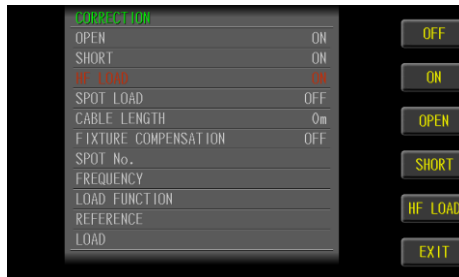 CORRECTION
OPEN ON
SHORT ON
HF LOAD ON
SPOT LOAD OFF
CABLE LENGTH 0m
FIXTURE COMPENSATION OFF
SPOT No.
FREQUENCY
LOAD FUNCTION
REFERENCE
LOAD
OFF
ON
OPEN
SHORT
HF LOAD
EXIT